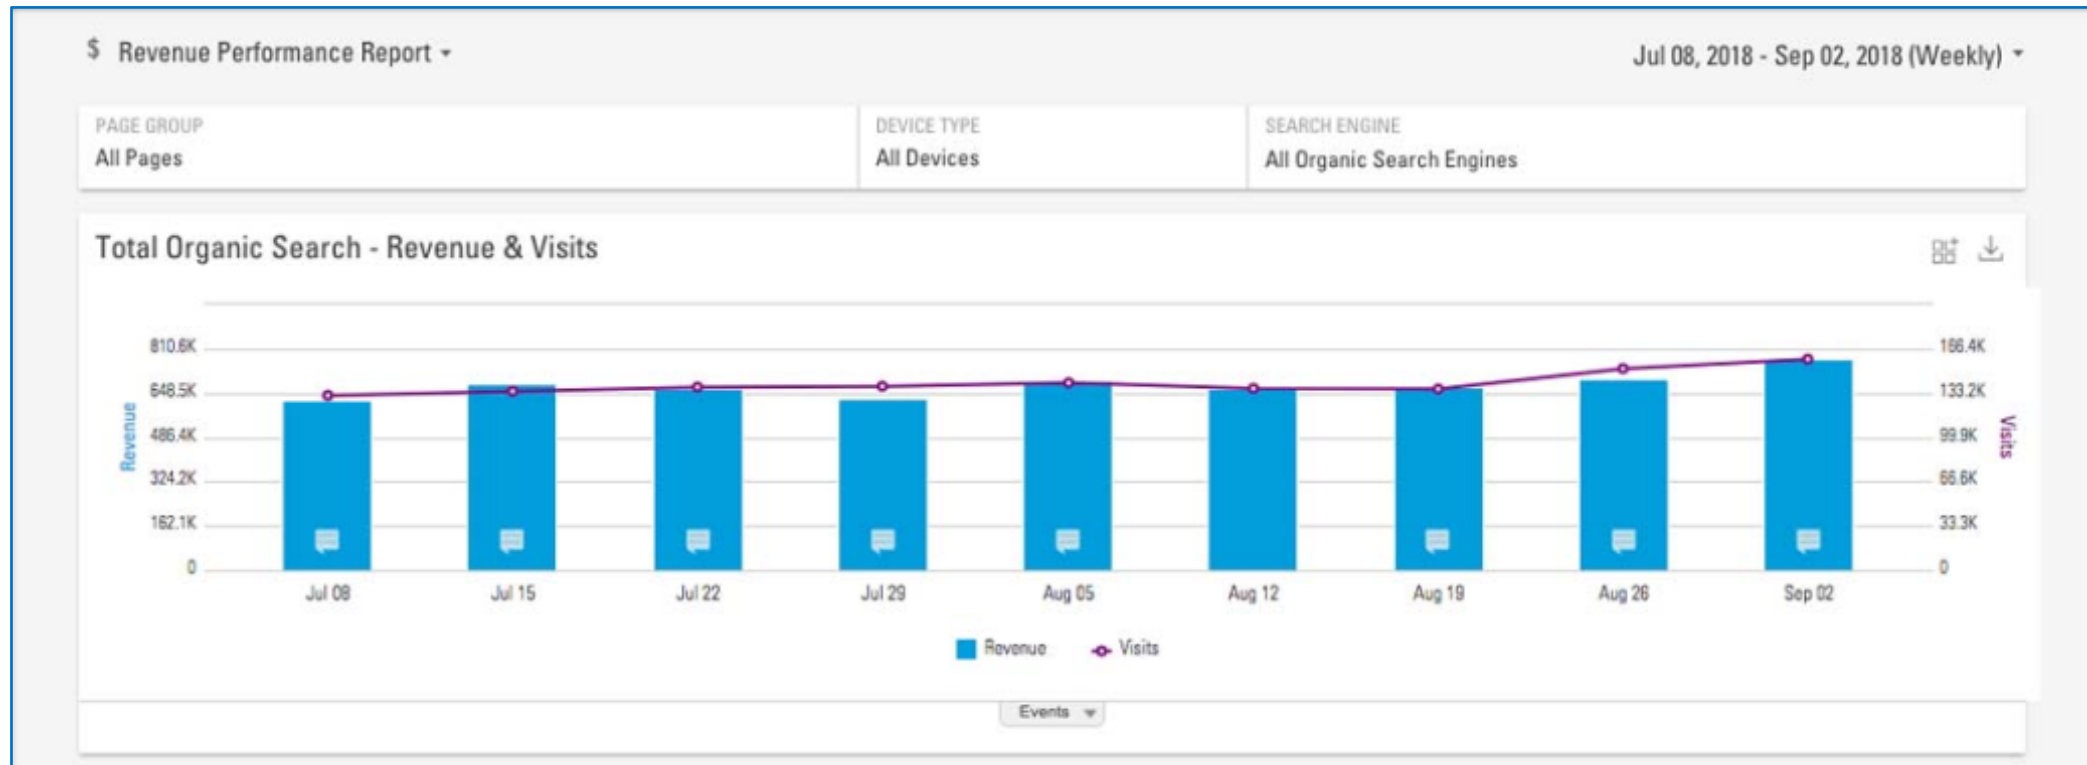 $ Revenue Performance Report
Jul 08, 2018 - Sep 02, 2018 (Weekly)
PAGE GROUP
All Pages
DEVICE TYPE
All Devices
SEARCH ENGINE
All Organic Search Engines
Total Organic Search - Revenue & Visits
810.6K
648.5K
486.4K
324.2K
162.1K
0
Revenue
166.4K
133.2K
99.9K
66.6K
33.3K
0
Visits
Jul 08
Jul 15
Jul 22
Jul 29
Aug 05
Aug 12
Aug 19
Aug 26
Sep 02
Revenue
Visits
Events